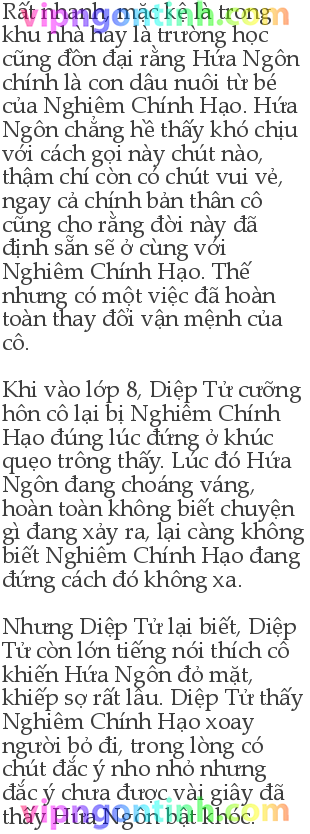 Rất nhanh, mặc kệ là trong
khu nhà hay là trường học
cũng đồn đại rằng Hứa Ngôn
chính là con dâu nuôi từ bé
của Nghiêm Chính Hạo. Hứa
Ngôn chẳng hề thấy khó chịu
với cách gọi này chút nào,
thậm chí còn có chút vui vẻ,
ngay cả chính bản thân cô
cũng cho rằng đời này đã
định sẵn sẽ ở cùng với
Nghiêm Chính Hạo. Thế
nhưng có một việc đã hoàn
toàn thay đổi vận mệnh của
cô.
Khi vào lớp 8, Diệp Tử cưỡng
hôn cô lại bị Nghiêm Chính
Hạo đúng lúc đứng ở khúc
quẹo trông thấy. Lúc đó Hứa
Ngôn đang choáng váng,
hoàn toàn không biết chuyện
gì đang xảy ra, lại càng không
biết Nghiêm Chính Hạo đang
đứng cách đó không xa.
Nhưng Diệp Tử lại biết, Diệp
Tử còn lớn tiếng nói thích cô
khiến Hứa Ngôn đỏ mặt,
khiếp sợ rất lâu. Diệp Tử thấy
Nghiêm Chính Hạo xoay
người bỏ đi, trong lòng có
chút đắc ý nho nhỏ nhưng
đắc ý chưa được vài giây đã
thấy Hứa Ngôn bật khóc.
vipngontinh.com
vipngontinh.com